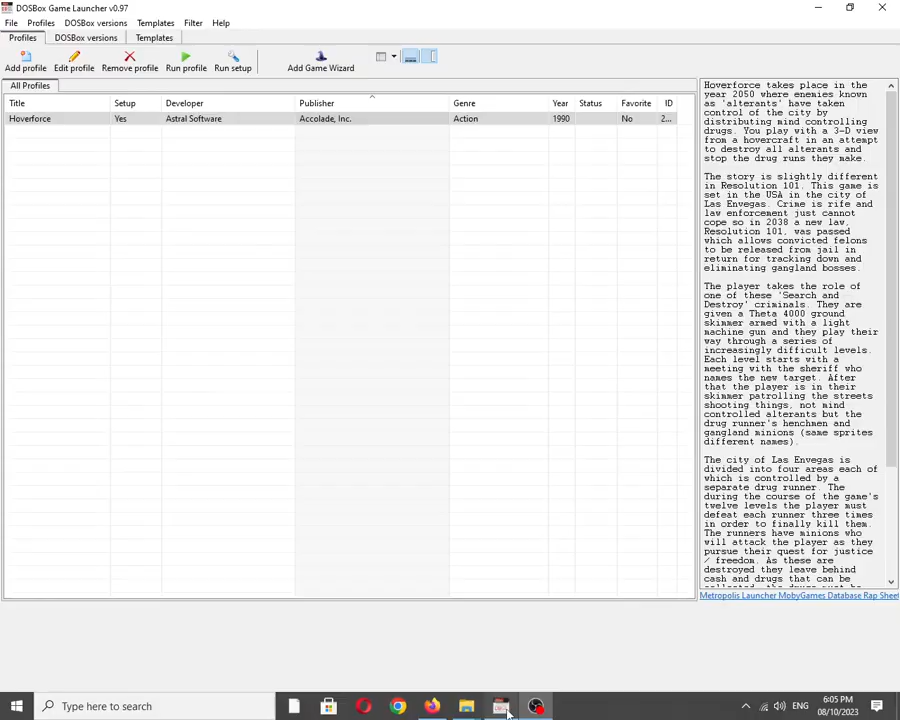 DOSBox Game Launcher v0.97
File Profiles DOSBox versions Templates Filter Help
Profiles DOSBox versions Templates
Add profile Edit profile Remove profile Run profile Run setup Add Game Wizard
All Profiles
Title Setup Developer Publisher Genre Year Status Favorite ID
Hoverforce Yes Astral Software Accolade, Inc. Action 1990 No 2...
Hoverforce takes place in the
year 2050 where enemies known
as 'alterants' have taken
control of the city by
distributing mind controlling
drugs. You play with a 3-D view
from a hovercraft in an attempt
to destroy all alterants and
stop the drug runs they make.
The story is slightly different
in Resolution 101. This game is
set in the USA in the city of
Las Envegas. Crime is rife and
law enforcement just cannot
cope so in 2038 a new law,
Resolution 101, was passed
which allows convicted felons
to be released from jail in
return for tracking down and
eliminating gangland bosses.
The player takes the role of
one of these 'Search and
Destroy' criminals. They are
given a Theta 4000 ground
skimmer armed with a light
machine gun and they play their
way through a series of
increasingly difficult levels.
Each level starts with a
meeting with the sheriff who
names the new target. After
that the player is in their
skimmer patrolling the streets
shooting things, not mind
controlled alterants but the
drug runner's henchmen and
gangland minions (same sprites
different names).
The city of Las Envegas is
divided into four areas each of
which is controlled by a
separate drug runner. The
during the course of the game's
twelve levels the player must
defeat each runner three times
in order to finally kill them.
The runners have minions who
will attack the player as they
pursue their quest for justice
/ freedom. As these are
destroyed they leave behind
cash and drugs that can be
Metropolis Launcher MobyGames Database Rap Sheet
Type here to search
ENG
6:05 PM
08/10/2023